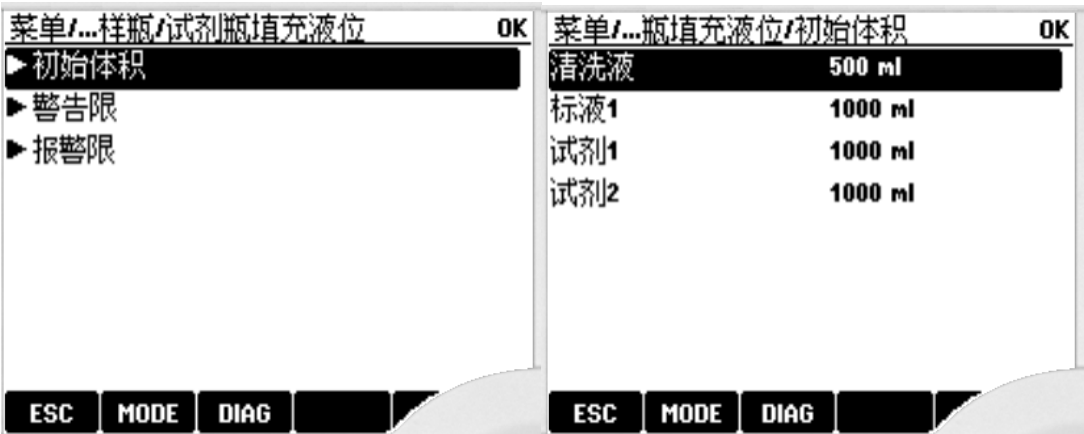 菜单/...样瓶/试剂瓶填充液位 OK
▶初始体积
▶警告限
▶报警限
ESC MODE DIAG
菜单/...瓶填充液位/初始体积 OK
清洗液 500 ml
标液1 1000 ml
试剂1 1000 ml
试剂2 1000 ml
ESC MODE DIAG